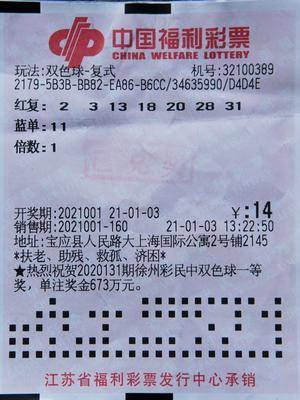 中国福利彩票
CHINA WELFARE LOTTERY
玩法:双色球-复式 机号:32100389
2179-5B3B-BB82-EA86-B6CC/34635990/D4D4E
红复: 2 3 13 18 20 28 31
蓝单:11
倍数:1
开奖期:2021001 21-01-03 ¥:14
销售期:2021001-160 21-01-03 13:22:50
地址:宝应县人民路大上海国际公寓2号铺2145
*扶老、助残、救孤、济困*
★热烈祝贺2020131期徐州彩民中双色球一等
奖，单注奖金673万元。
江苏省福利彩票发行中心承销